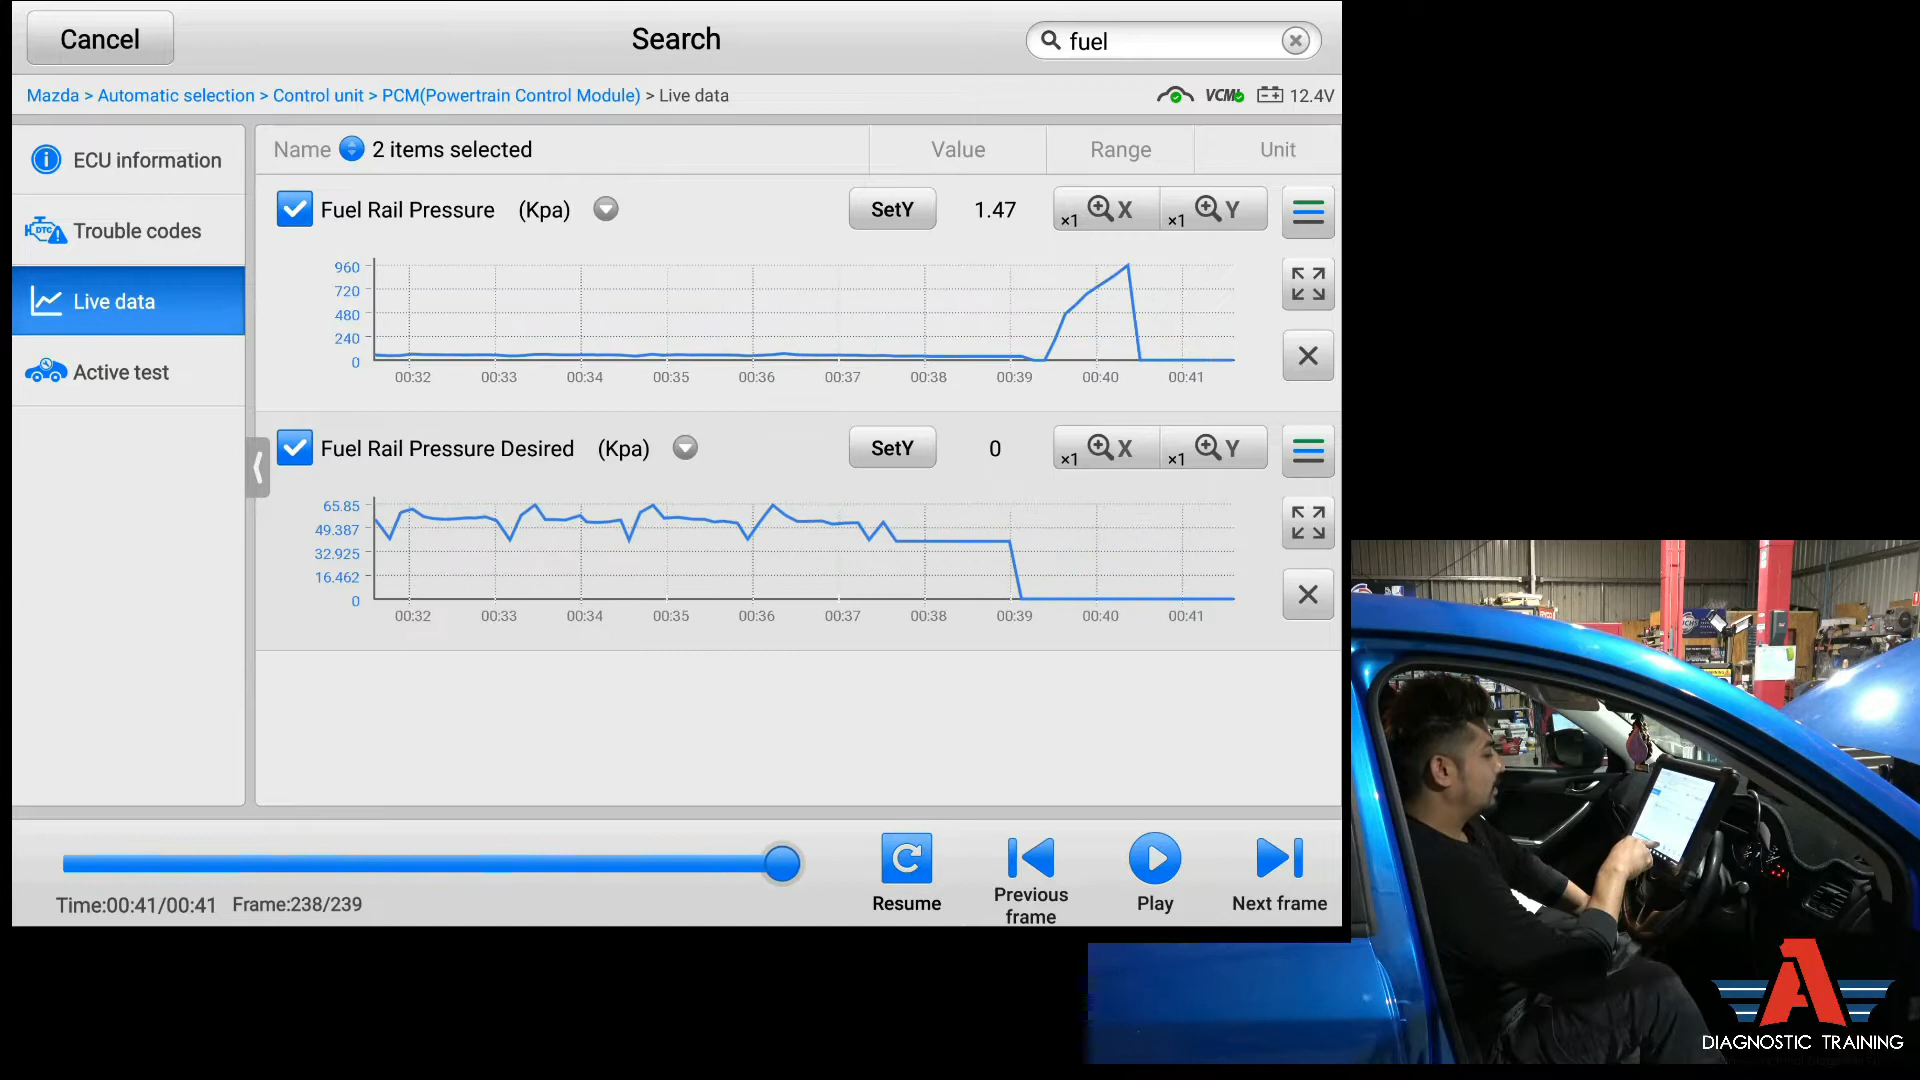 Cancel
Search
fuel
Mazda > Automatic selection > Control unit > PCM(Powertrain Control Module) > Live data
VCMI
12.4V
ECU information
Trouble codes
DTC
Live data
Active test
Name 2 items selected Value Range Unit
Fuel Rail Pressure (Kpa) SetY 1.47 ×1 X ×1 Y
960
720
480
240
0
00:32 00:33 00:34 00:35 00:36 00:37 00:38 00:39 00:40 00:41
Fuel Rail Pressure Desired (Kpa) SetY 0 ×1 X ×1 Y
65.85
49.387
32.925
16.462
0
00:32 00:33 00:34 00:35 00:36 00:37 00:38 00:39 00:40 00:41
Time:00:41/00:41 Frame:238/239
Resume
Previous
frame
Play
Next frame
A
DIAGNOSTIC TRAINING